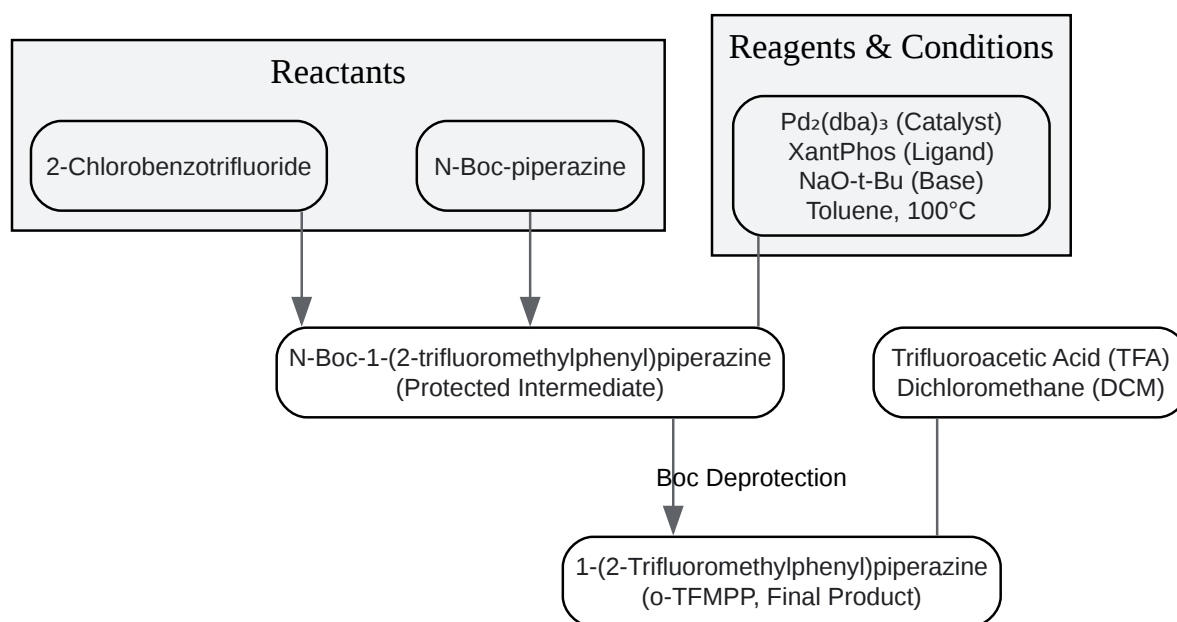 Reactants
2-Chlorobenzotrifluoride
N-Boc-piperazine
Reagents & Conditions
Pd₂(dba)₃ (Catalyst)
XantPhos (Ligand)
NaO-t-Bu (Base)
Toluene, 100°C
N-Boc-1-(2-trifluoromethylphenyl)piperazine
(Protected Intermediate)
Trifluoroacetic Acid (TFA)
Dichloromethane (DCM)
Boc Deprotection
1-(2-Trifluoromethylphenyl)piperazine
(o-TFMPP, Final Product)